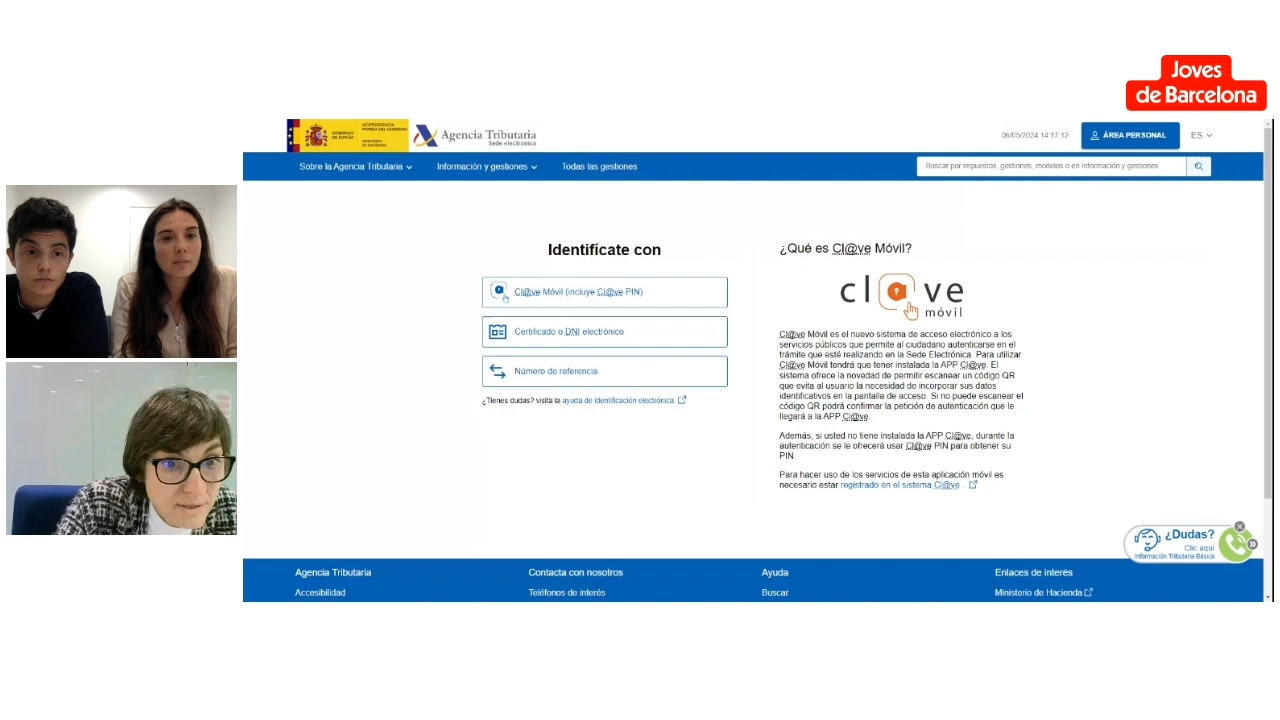 Joves
de Barcelona
GOBIERNO
DE ESPAÑA
VICEPRESIDENCIA
PRIMERA DEL GOBIERNO
MINISTERIO
DE HACIENDA
Agencia Tributaria
Sede electrónica
06/05/2024 14:17:12
ÁREA PERSONAL
ES
Sobre la Agencia Tributaria
Información y gestiones
Todas las gestiones
Buscar por impuestos, gestiones, modelos o en Información y gestiones
Identifícate con
Cl@ve Móvil (incluye Cl@ve PIN)
Certificado o DNI electrónico
Número de referencia
¿Tienes dudas? visita la ayuda de identificación electrónica
¿Qué es Cl@ve Móvil?
cl@ve
móvil
Cl@ve Móvil es el nuevo sistema de acceso electrónico a los
servicios públicos que permite al ciudadano autenticarse en el
trámite que esté realizando en la Sede Electrónica. Para utilizar
Cl@ve Móvil tendrá que tener instalada la APP Cl@ve. El
sistema ofrece la novedad de permitir escanear un código QR
que evita al usuario la necesidad de incorporar sus datos
identificativos en la pantalla de acceso. Si no puede escanear el
código QR podrá confirmar la petición de autenticación que le
llegará a la APP Cl@ve.
Además, si usted no tiene instalada la APP Cl@ve, durante la
autenticación se le ofrecerá usar Cl@ve PIN para obtener su
PIN.
Para hacer uso de los servicios de esta aplicación móvil es
necesario estar registrado en el sistema Cl@ve .
¿Dudas?
Clic aquí
Información Tributaria Básica
Agencia Tributaria
Contacta con nosotros
Ayuda
Enlaces de interés
Accesibilidad
Teléfonos de interés
Buscar
Ministerio de Hacienda